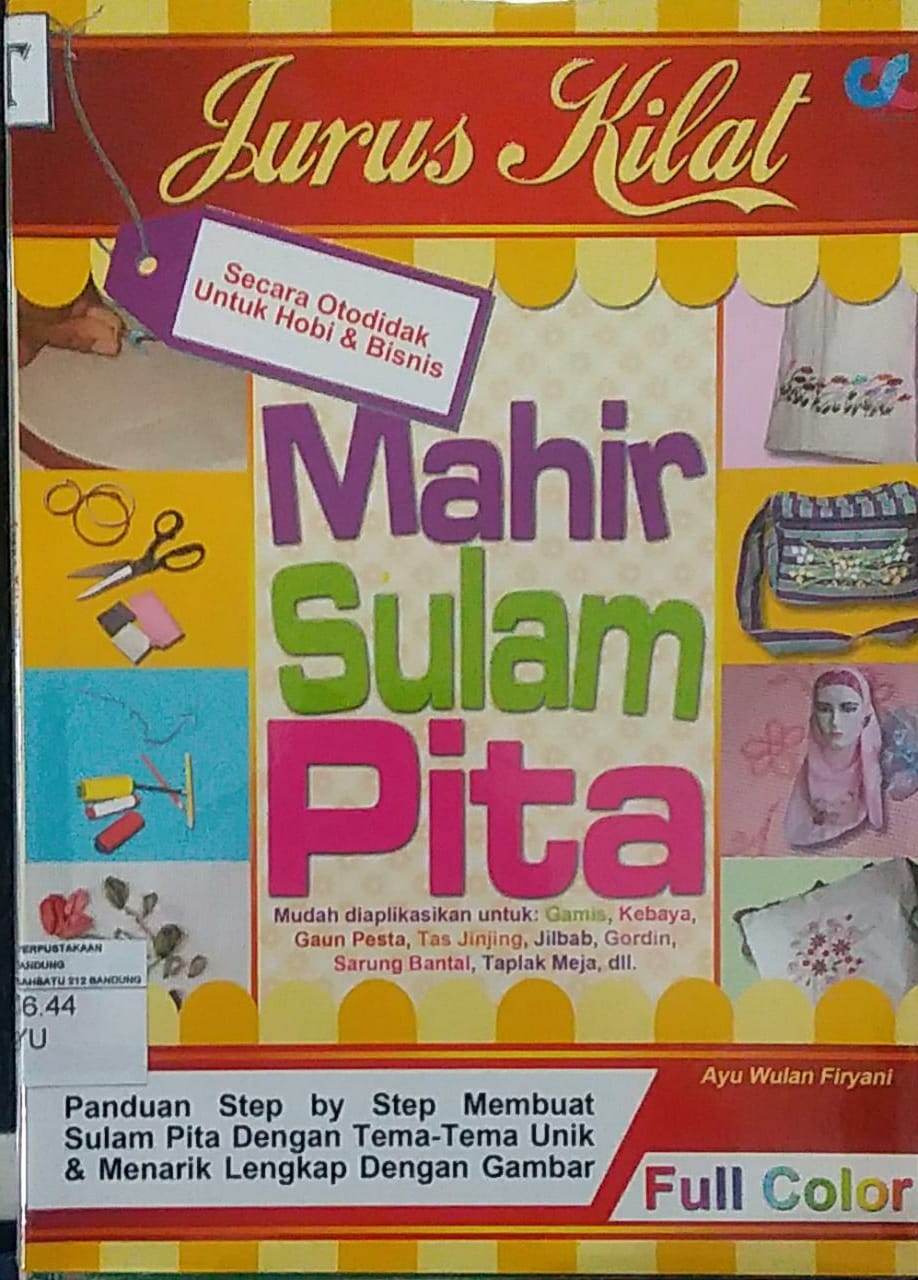 Jurus Kilat
Secara Otodidak
Untuk Hobi & Bisnis
Mahir
Sulam
Pita
Mudah diaplikasikan untuk: Gamis, Kebaya,
Gaun Pesta, Tas Jinjing, Jilbab, Gordin,
Sarung Bantal, Taplak Meja, dll.
PERPUSTAKAAN
BANDUNG
212 BANDUNG
6.44
YU
Ayu Wulan Firyani
Panduan Step by Step Membuat
Sulam Pita Dengan Tema-Tema Unik
& Menarik Lengkap Dengan Gambar
Full Color